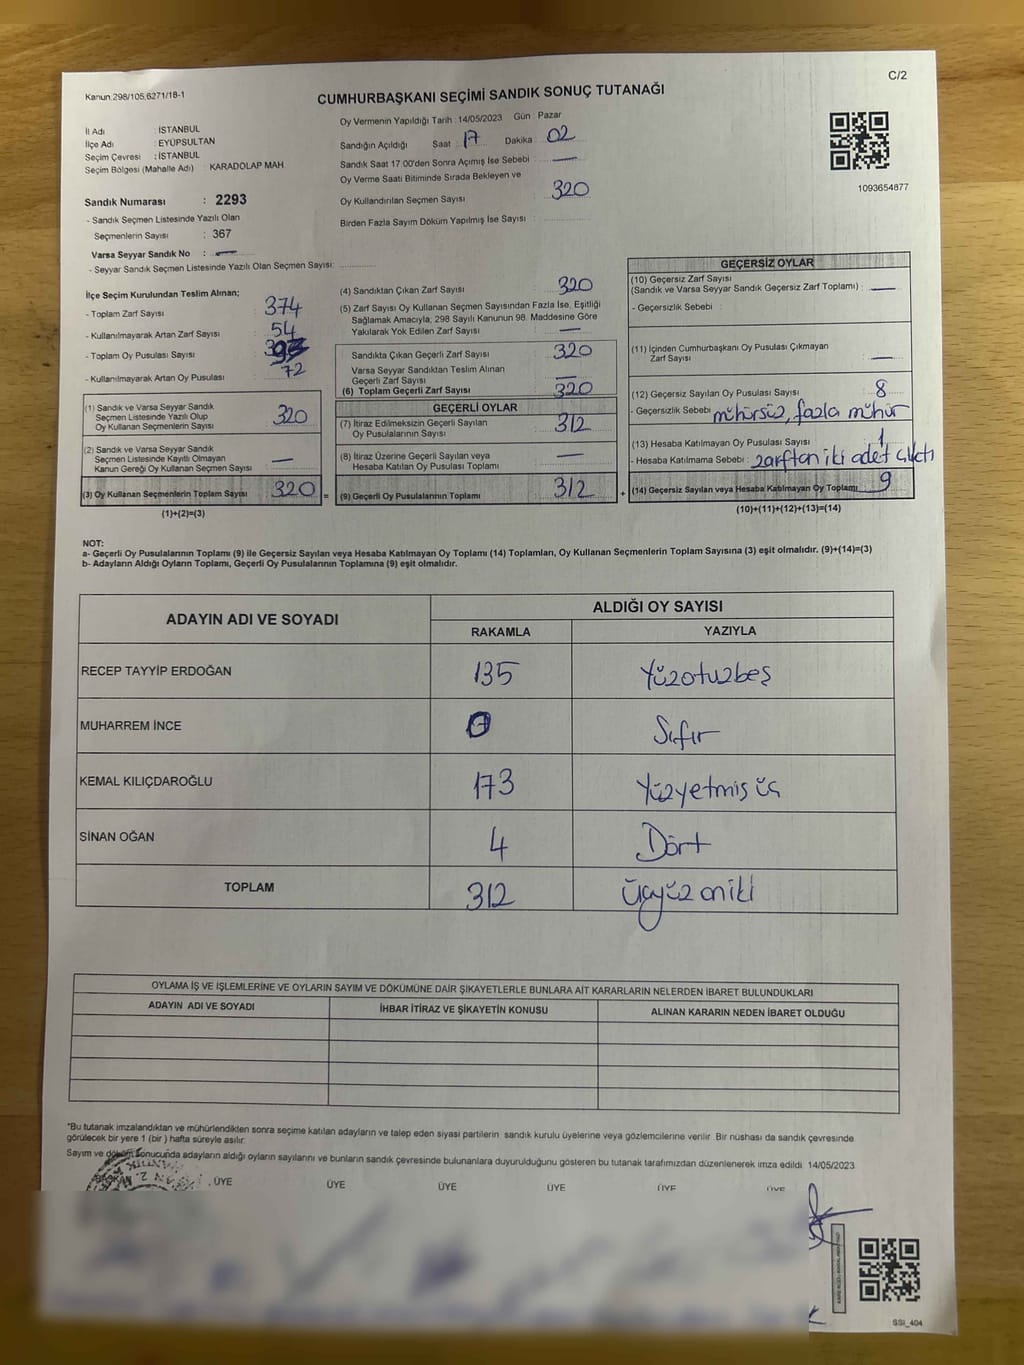 C/2
Kanun 298/105,6271/18-1
CUMHURBAŞKANI SEÇİMİ SANDIK SONUÇ TUTANAĞI
İl Adı : İSTANBUL
İlçe Adı : EYÜPSULTAN
Seçim Çevresi : İSTANBUL
Seçim Bölgesi (Mahalle Adı) : KARADOLAP MAH
Sandık Numarası : 2293
- Sandık Seçmen Listesinde Yazılı Olan
Seçmenlerin Sayısı : 367
Varsa Seyyar Sandık No : —
- Seyyar Sandık Seçmen Listesinde Yazılı Olan Seçmen Sayısı:
Oy Vermenin Yapıldığı Tarih :14/05/2023 Gün : Pazar
Sandığın Açıldığı Saat : 17 Dakika : 02
Sandık Saat 17:00'den Sonra Açımış İse Sebebi : —
Oy Verme Saati Bitiminde Sırada Bekleyen ve
Oy Kullandırılan Seçmen Sayısı : 320
Birden Fazla Sayım Döküm Yapılmış İse Sayısı :
1093654877
İlçe Seçim Kurulundan Teslim Alınan;
- Toplam Zarf Sayısı : 374
- Kullanılmayarak Artan Zarf Sayısı : 54
- Toplam Oy Pusulası Sayısı :
- Kullanılmayarak Artan Oy Pusulası : 72
(1) Sandık ve Varsa Seyyar Sandık
Seçmen Listesinde Yazılı Olup
Oy Kullanan Seçmenlerin Sayısı : 320
(2) Sandık ve Varsa Seyyar Sandık
Seçmen Listesinde Kayıtlı Olmayan
Kanun Gereği Oy Kullanan Seçmen Sayısı : —
(3) Oy Kullanan Seçmenlerin Toplam Sayısı : 320 =
(1)+(2)=(3)
(4) Sandıktan Çıkan Zarf Sayısı : 320
(5) Zarf Sayısı Oy Kullanan Seçmen Sayısından Fazla İse, Eşitliği
Sağlamak Amacıyla; 298 Sayılı Kanunun 98. Maddesine Göre
Yakılarak Yok Edilen Zarf Sayısı : —
Sandıkta Çıkan Geçerli Zarf Sayısı : 320
Varsa Seyyar Sandıktan Teslim Alınan
Geçerli Zarf Sayısı : —
(6) Toplam Geçerli Zarf Sayısı : 320
GEÇERLİ OYLAR
(7) İtiraz Edilmeksizin Geçerli Sayılan
Oy Pusulalarının Sayısı : 312
(8) İtiraz Üzerine Geçerli Sayılan veya
Hesaba Katılan Oy Pusulası Toplamı : —
(9) Geçerli Oy Pusulalarının Toplamı : 312 +
GEÇERSİZ OYLAR
(10) Geçersiz Zarf Sayısı
(Sandık ve Varsa Seyyar Sandık Geçersiz Zarf Toplamı) : —
- Geçersizlik Sebebi :
(11) İçinden Cumhurbaşkanı Oy Pusulası Çıkmayan
Zarf Sayısı : —
(12) Geçersiz Sayılan Oy Pusulası Sayısı : 8
- Geçersizlik Sebebi : mühürsüz, fazla mühür
(13) Hesaba Katılmayan Oy Pusulası Sayısı : 1
- Hesaba Katılmama Sebebi : zarftan iki adet çıktı
(14) Geçersiz Sayılan veya Hesaba Katılmayan Oy Toplamı : 9
(10)+(11)+(12)+(13)=(14)
NOT:
a- Geçerli Oy Pusulalarının Toplamı (9) ile Geçersiz Sayılan veya Hesaba Katılmayan Oy Toplamı (14) Toplamları, Oy Kullanan Seçmenlerin Toplam Sayısına (3) eşit olmalıdır. (9)+(14)=(3)
b- Adayların Aldığı Oyların Toplamı, Geçerli Oy Pusulalarının Toplamına (9) eşit olmalıdır.
ADAYIN ADI VE SOYADI ALDIĞI OY SAYISI
RAKAMLA YAZIYLA
RECEP TAYYİP ERDOĞAN 135 Yüzotuzbeş
MUHARREM İNCE 0 Sıfır
KEMAL KILIÇDAROĞLU 173 Yüzyetmiş üç
SİNAN OĞAN 4 Dört
TOPLAM 312 Üçyüz oniki
OYLAMA İŞ VE İŞLEMLERİNE VE OYLARIN SAYIM VE DÖKÜMÜNE DAİR ŞİKAYETLERLE BUNLARA AİT KARARLARIN NELERDEN İBARET BULUNDUKLARI
ADAYIN ADI VE SOYADI İHBAR İTİRAZ VE ŞİKAYETİN KONUSU ALINAN KARARIN NEDEN İBARET OLDUĞU
*Bu tutanak imzalandıktan ve mühürlendikten sonra seçime katılan adayların ve talep eden siyasi partilerin sandık kurulu üyelerine veya gözlemcilerine verilir. Bir nüshası da sandık çevresinde
görülecek bir yere 1 (bir) hafta süreyle asılır.
Sayım ve döküm sonucunda adayların aldığı oyların sayılarını ve bunların sandık çevresinde bulunanlara duyurulduğunu gösteren bu tutanak tarafımızdan düzenlenerek imza edildi. 14/05/2023
BAŞKAN ÜYE ÜYE ÜYE ÜYE ÜYE ÜYE
SSI_404